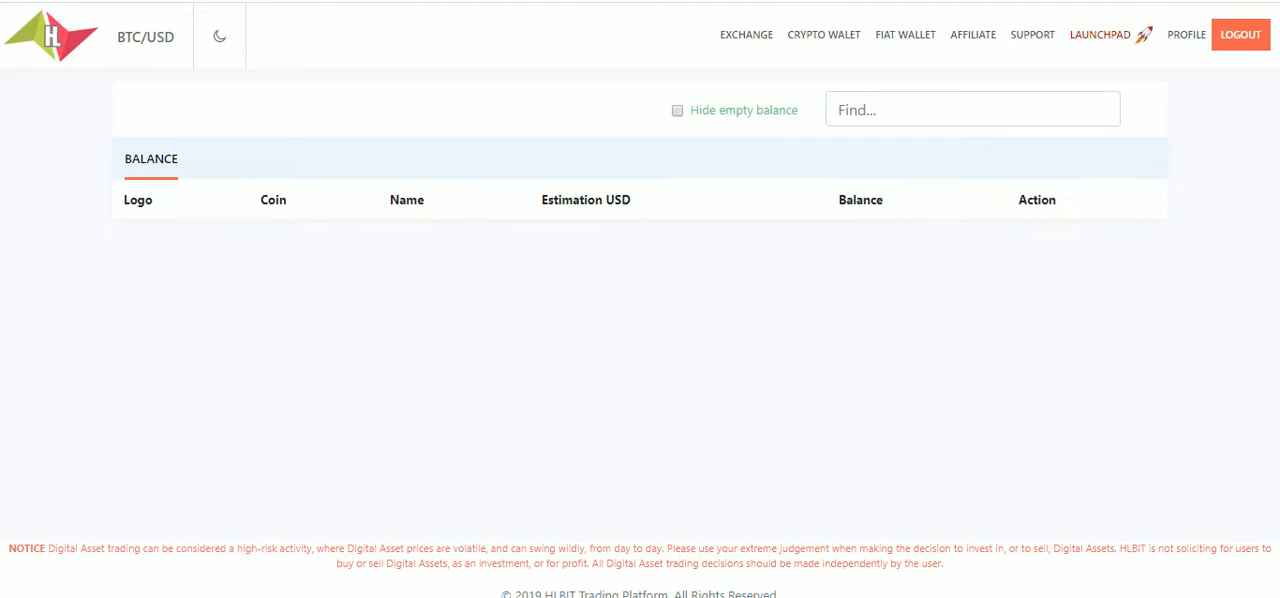 HL
BTC/USD
EXCHANGE CRYPTO WALET FIAT WALLET AFFILIATE SUPPORT LAUNCHPAD PROFILE LOGOUT
Hide empty balance
Find...
BALANCE
Logo Coin Name Estimation USD Balance Action
NOTICE Digital Asset trading can be considered a high-risk activity, where Digital Asset prices are volatile, and can swing wildly, from day to day. Please use your extreme judgement when making the decision to invest in, or to sell, Digital Assets. HLBIT is not soliciting for users to
buy or sell Digital Assets, as an investment, or for profit. All Digital Asset trading decisions should be made independently by the user.
© 2019 HLBIT Trading Platform. All Rights Reserved